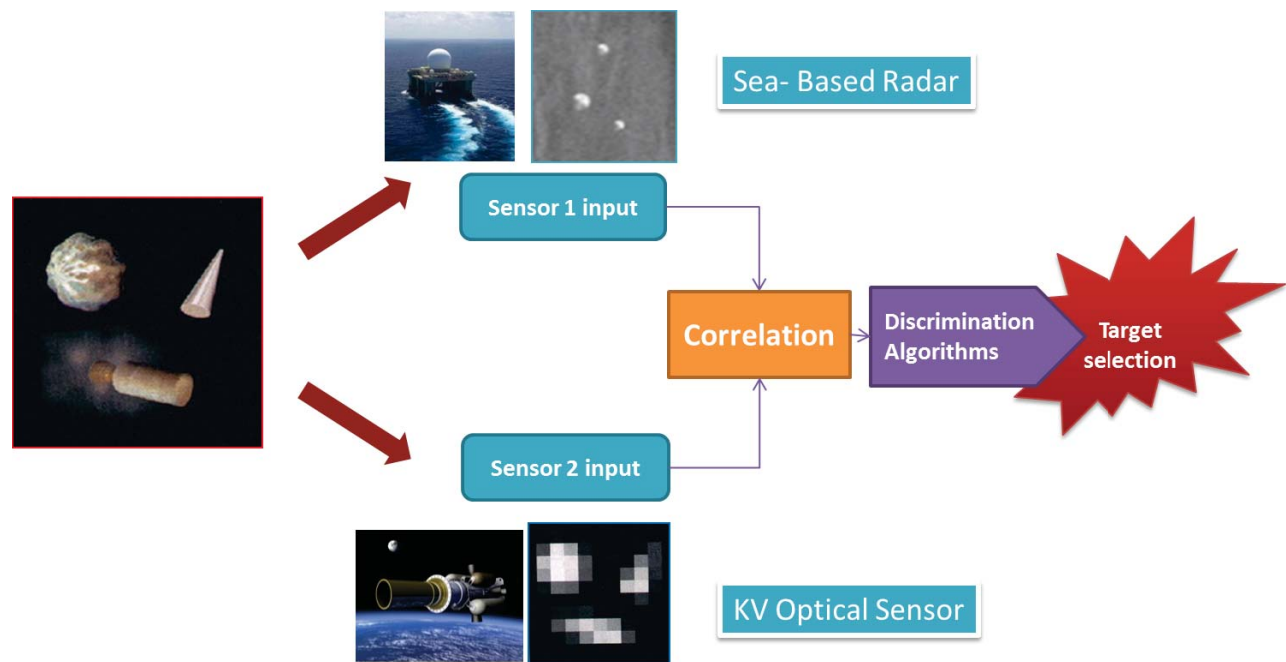 Sea- Based Radar
Sensor 1 input
Correlation
Discrimination
Algorithms
Target
selection
Sensor 2 input
KV Optical Sensor